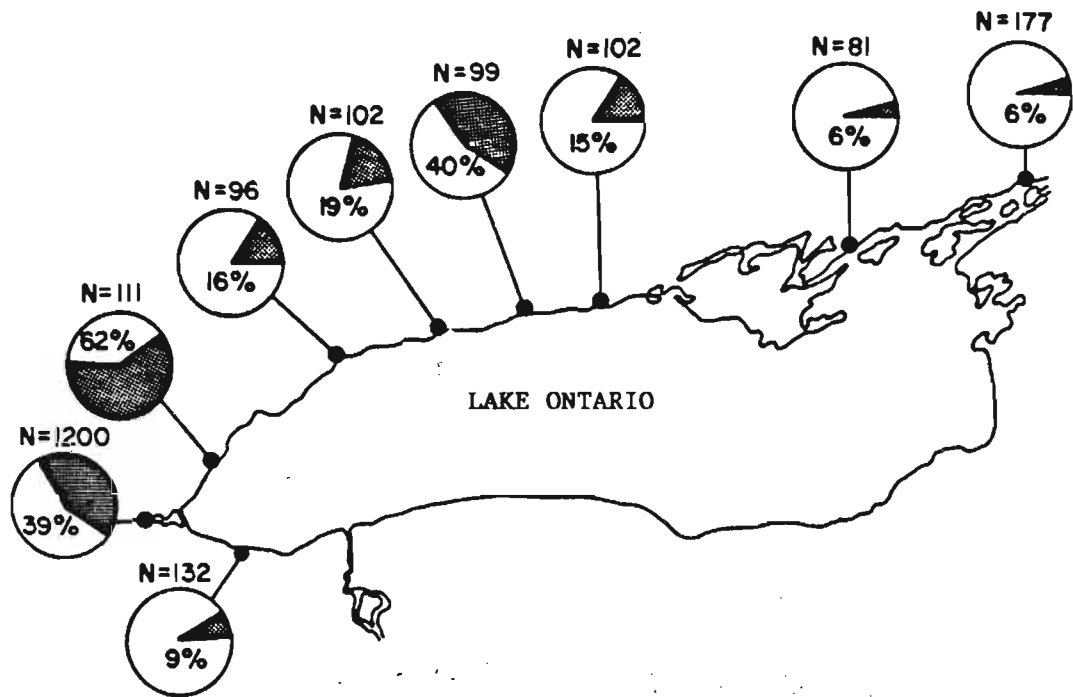 N=177
6%
N=81
6%
N=102
15%
N=99
40%
N=102
19%
N=96
16%
N=111
62%
LAKE ONTARIO
N=1200
39%
N=132
9%